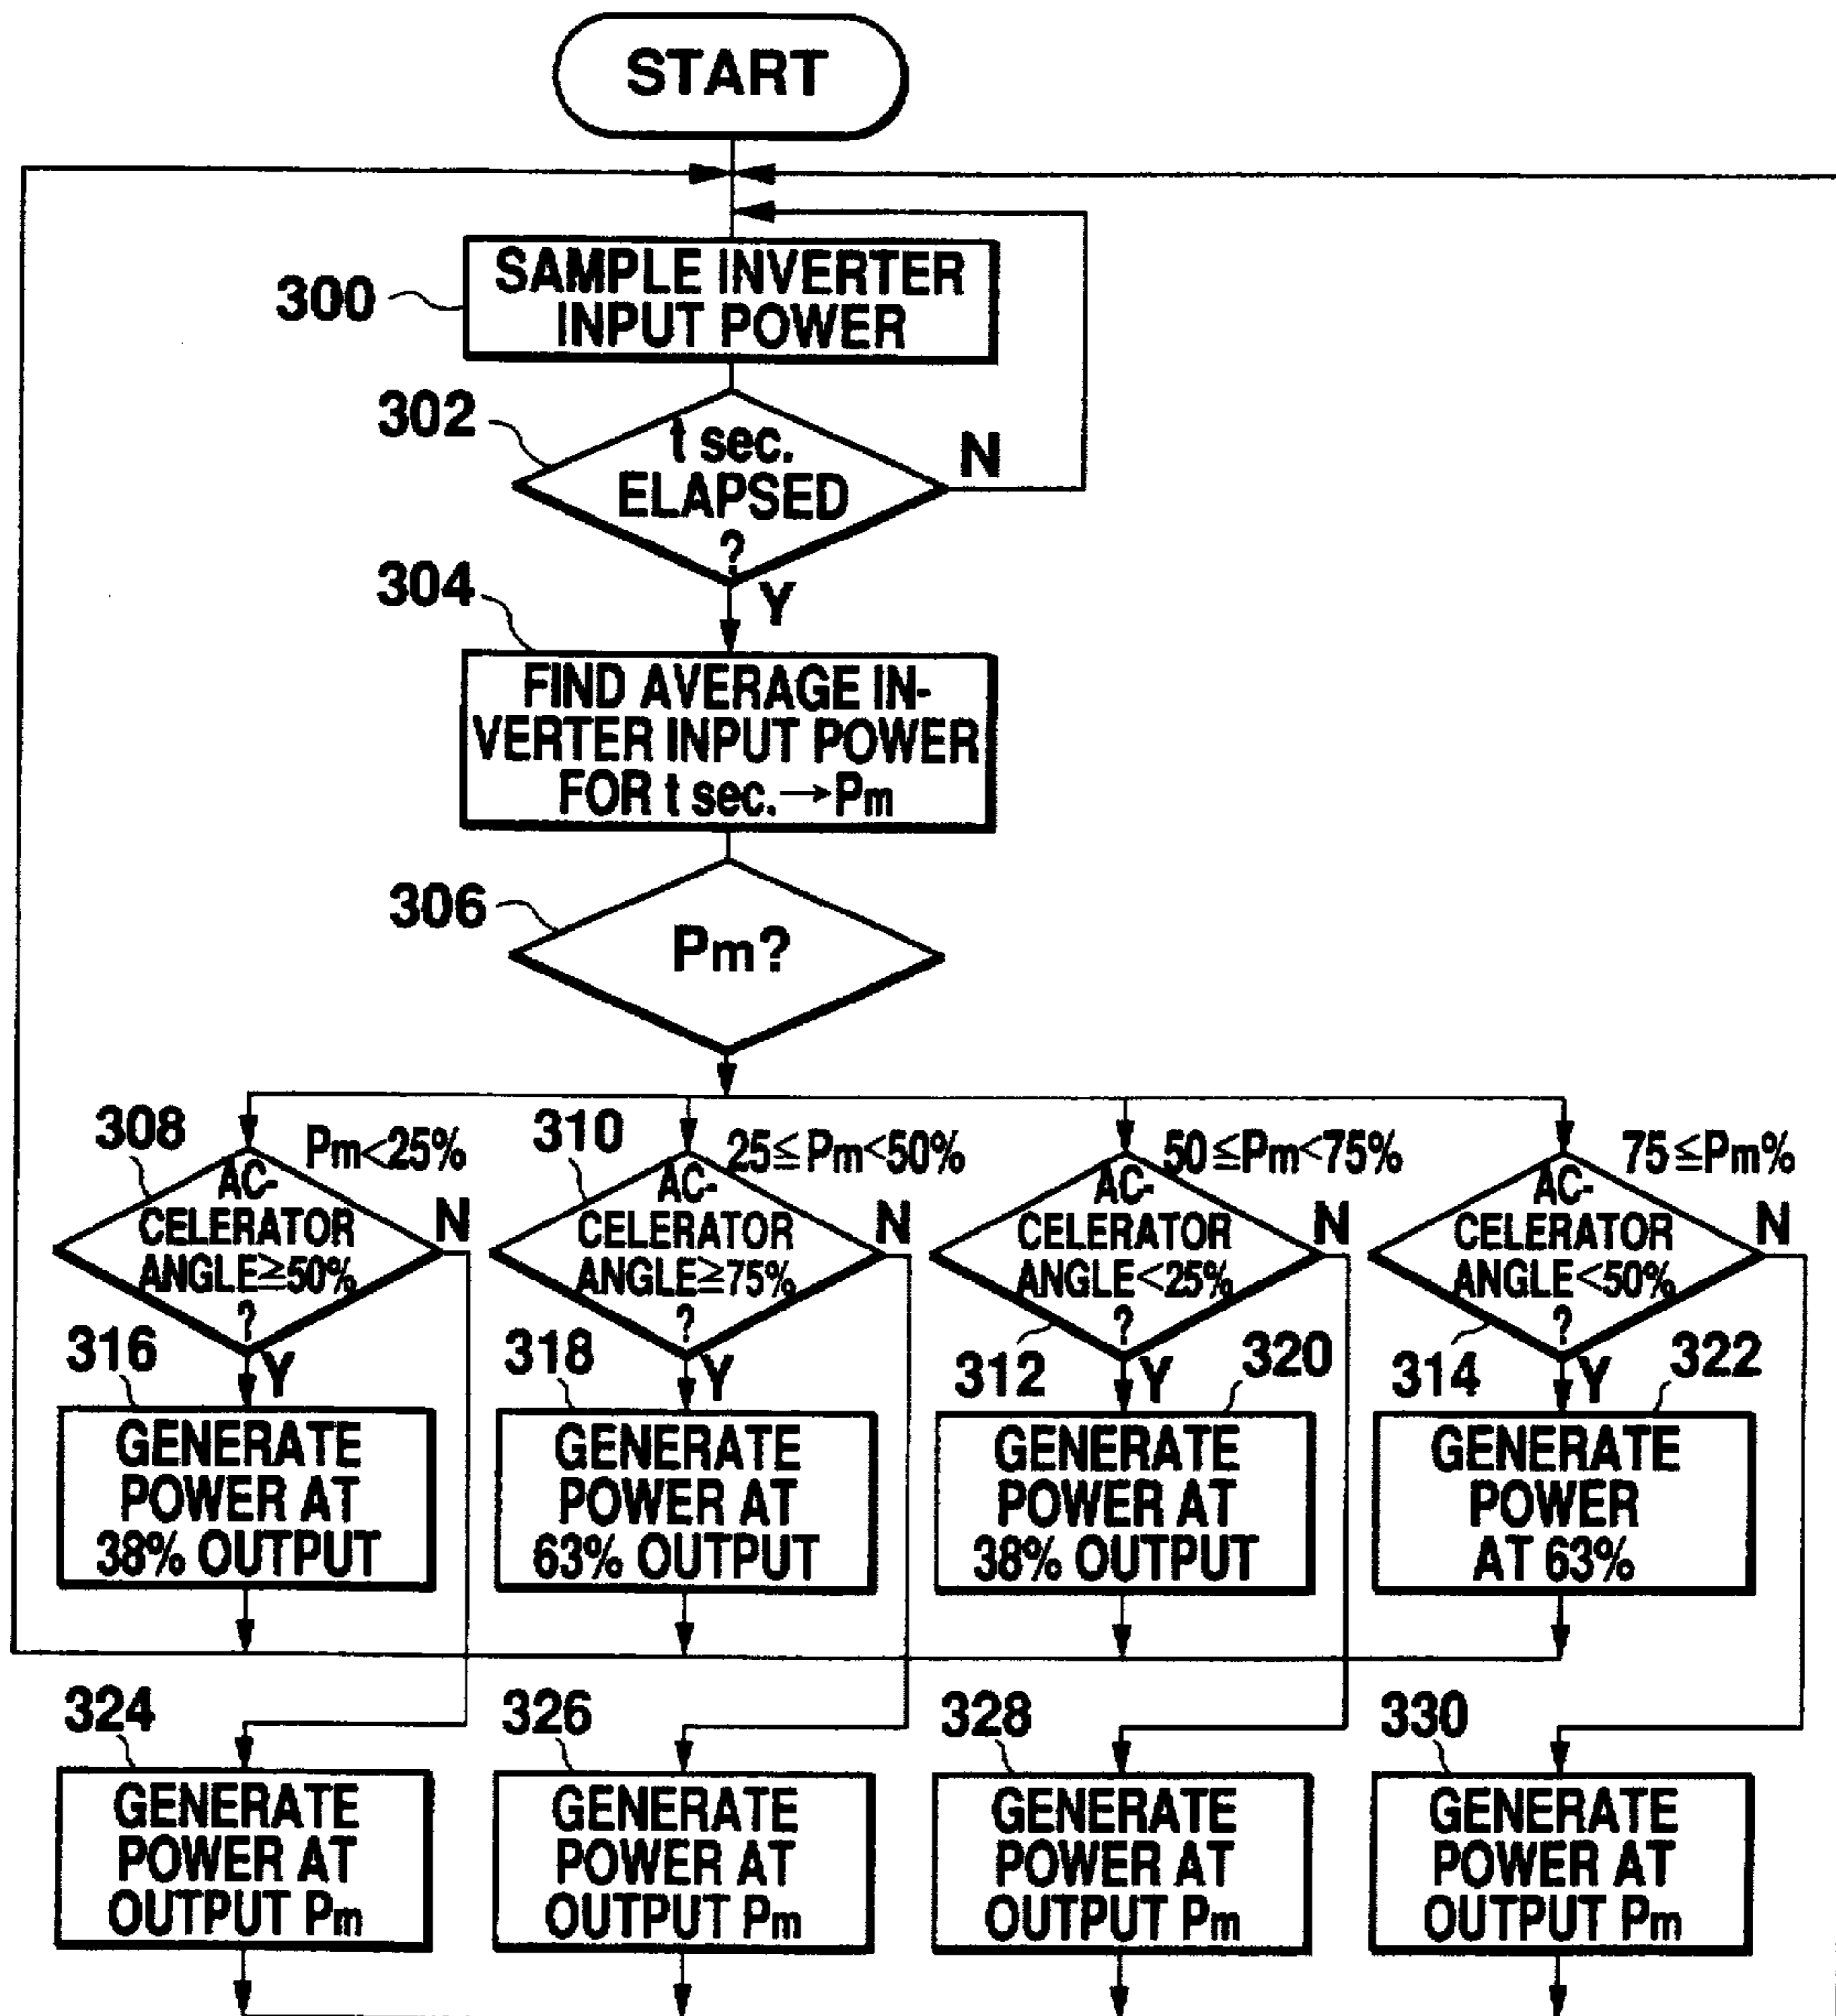 START
300
SAMPLE INVERTER
INPUT POWER
302
t sec.
ELAPSED
?
N
Y
304
FIND AVERAGE IN-
VERTER INPUT POWER
FOR t sec.→Pm
306
Pm?
308
Pm<25%
AC-
CELERATOR
ANGLE≧50%
?
N
Y
310
25≦Pm<50%
AC-
CELERATOR
ANGLE≧75%
?
N
Y
50≦Pm<75%
AC-
CELERATOR
ANGLE<25%
?
N
312
Y
75≦Pm%
AC-
CELERATOR
ANGLE<50%
?
N
314
Y
316
GENERATE
POWER AT
38% OUTPUT
318
GENERATE
POWER AT
63% OUTPUT
320
GENERATE
POWER AT
38% OUTPUT
322
GENERATE
POWER
AT 63%
324
GENERATE
POWER AT
OUTPUT Pm
326
GENERATE
POWER AT
OUTPUT Pm
328
GENERATE
POWER AT
OUTPUT Pm
330
GENERATE
POWER AT
OUTPUT Pm